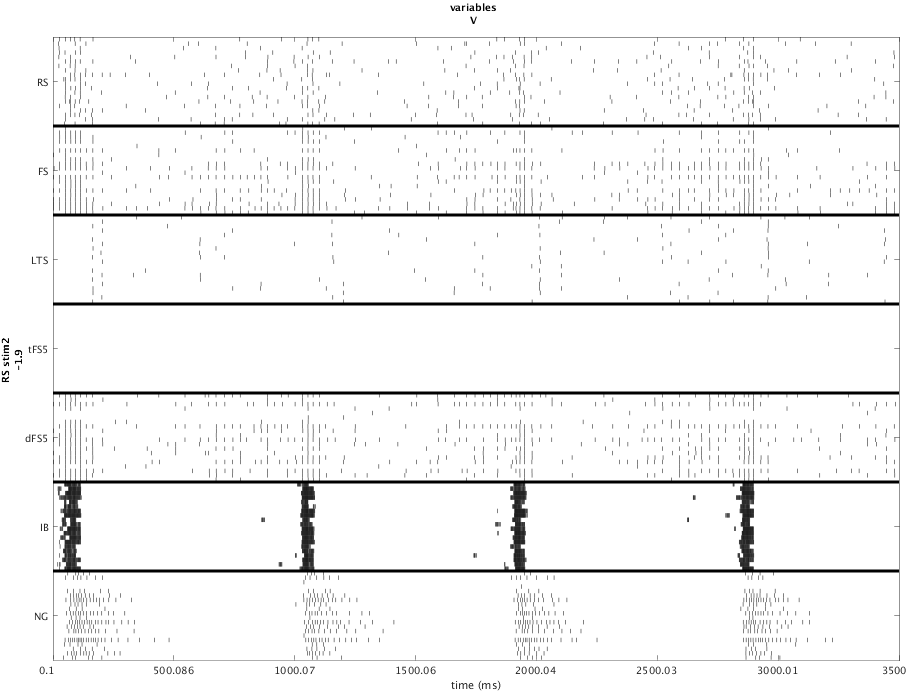 variables
V
RS
FS
LTS
RS stim2
-1.9
tFS5
dFS5
IB
NG
0.1
500.086
1000.07
1500.06
2000.04
2500.03
3000.01
3500
time (ms)